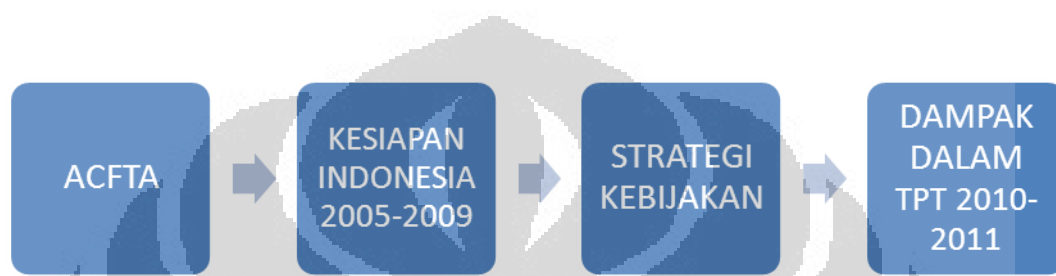 ACFTA
KESIAPAN
INDONESIA
2005-2009
STRATEGI
KEBIJAKAN
DAMPAK
DALAM
TPT 2010-
2011